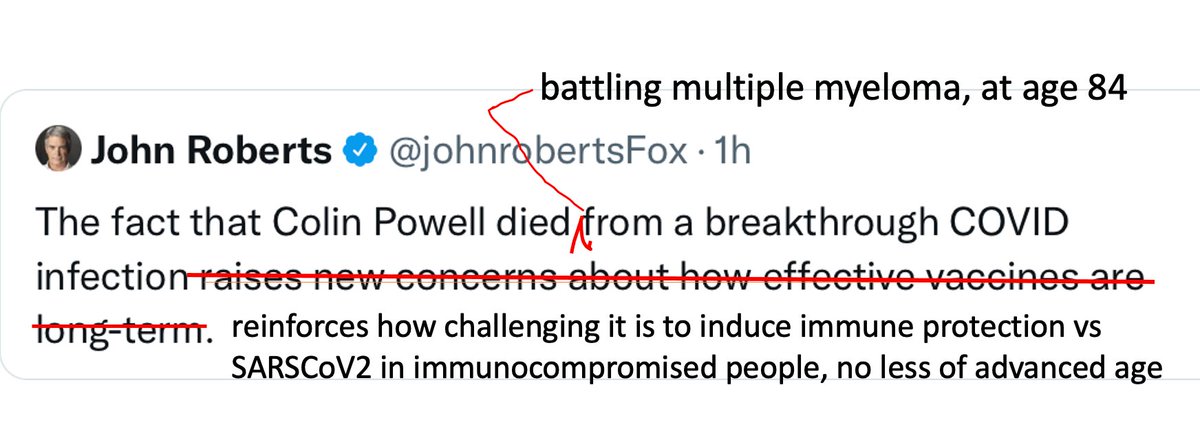 battling multiple myeloma, at age 84
John Roberts @johnrobertsFox · 1h
The fact that Colin Powell died from a breakthrough COVID
infection raises new concerns about how effective vaccines are
long-term. reinforces how challenging it is to induce immune protection vs
SARSCoV2 in immunocompromised people, no less of advanced age